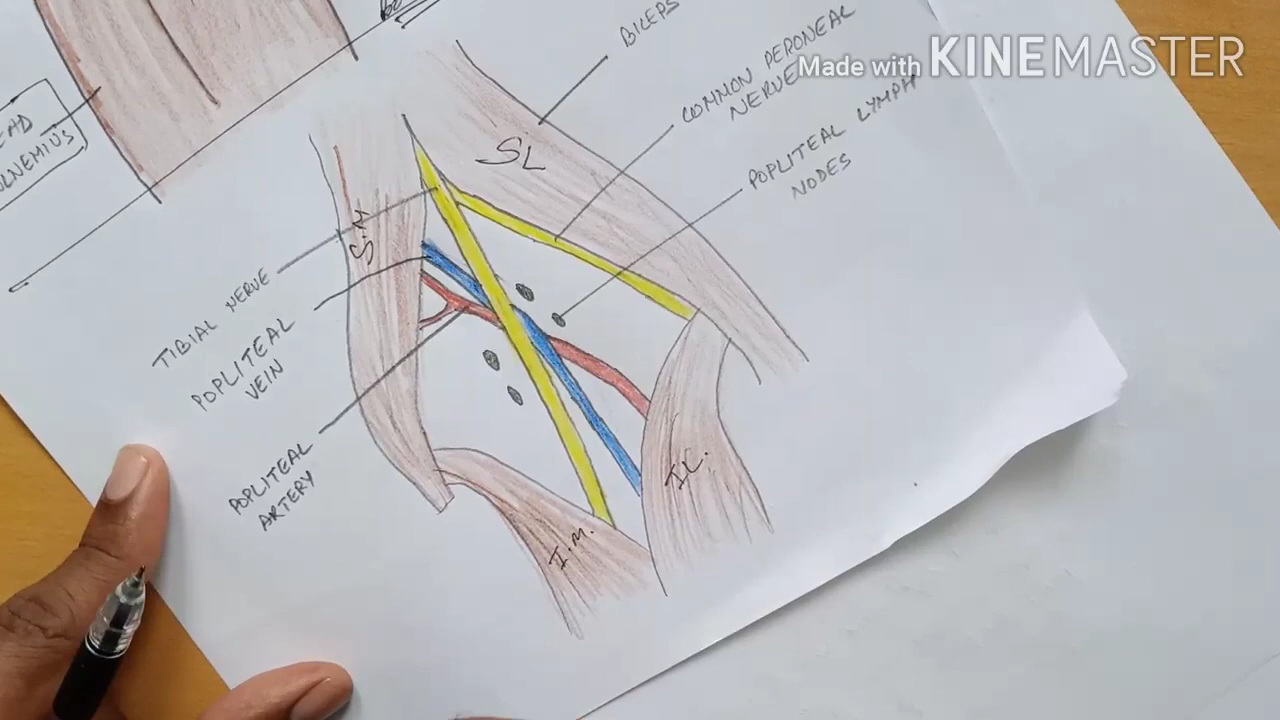 BICEPS
COMMON PERONEAL
NERVE
Made with KINEMASTER
POPLITEAL LYMPH
NODES
SL
S.M
TIBIAL NERVE
POPLITEAL
VEIN
POPLITEAL
ARTERY
I.L.
I.M.